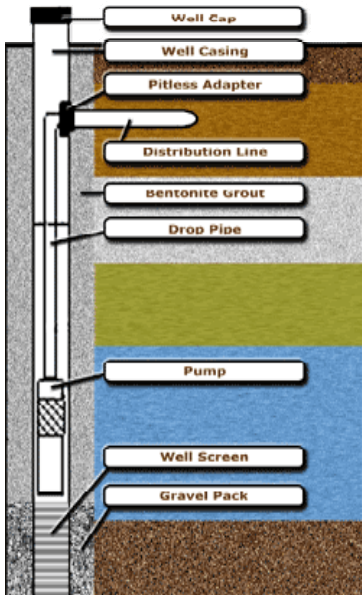 Well Cap
Well Casing
Pitless Adapter
Distribution Line
Bentonite Grout
Drop Pipe
Pump
Well Screen
Gravel Pack